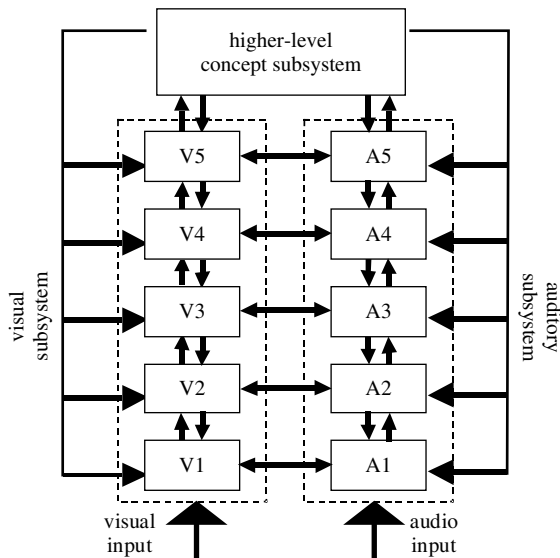 higher-level
concept subsystem
V5
A5
V4
A4
V3
A3
V2
A2
V1
A1
visual
subsystem
auditory
subsystem
visual
input
audio
input